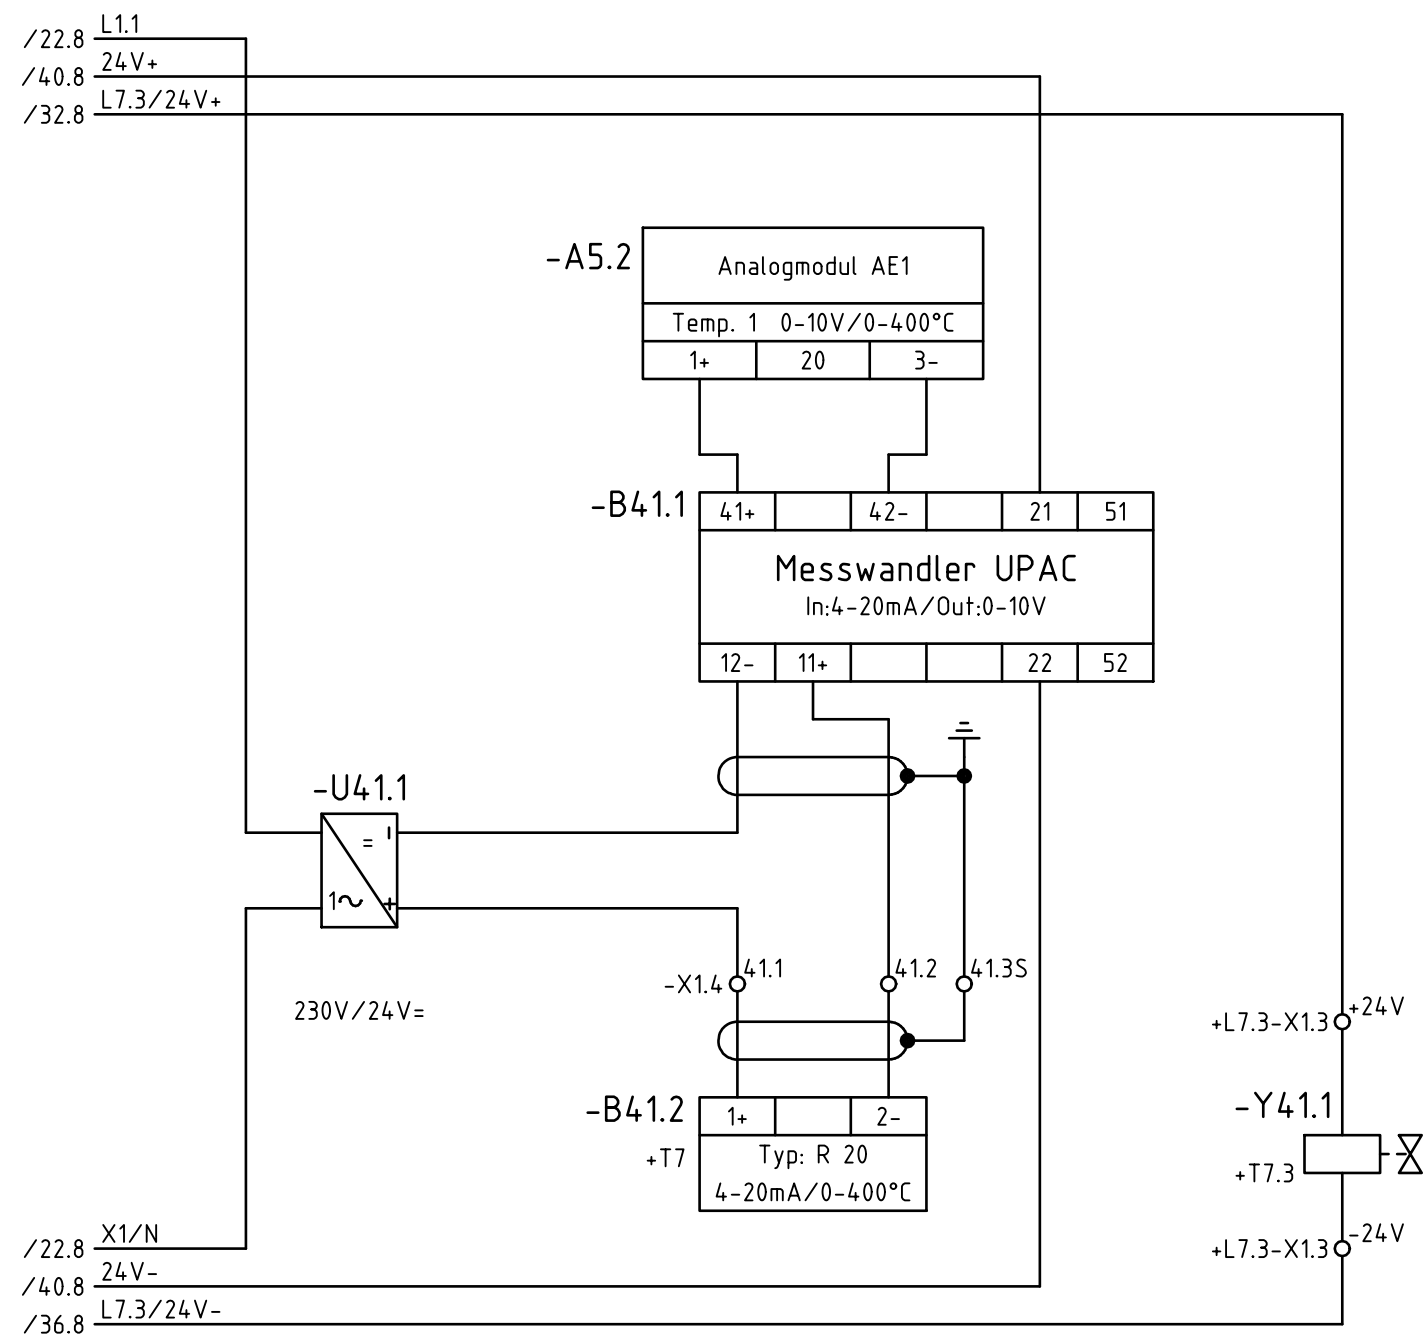 L1.1
/22.8
24V+
/40.8
L7.3/24V+
/32.8
-A5.2
Analogmodul AE1
Temp. 1 0-10V/0-400°C
1+ 20 3-
-B41.1
41+ 42- 21 51
Messwandler UPAC
In:4-20mA/Out:0-10V
12- 11+ 22 52
-U41.1
= -
1~ +
230V/24V=
-X1.4 41.1 41.2 41.3S
+24V
+L7.3-X1.3
-B41.2
1+ 2-
+T7
Typ: R 20
4-20mA/0-400°C
-Y41.1
+T7.3
-24V
+L7.3-X1.3
X1/N
/22.8
24V-
/40.8
L7.3/24V-
/36.8